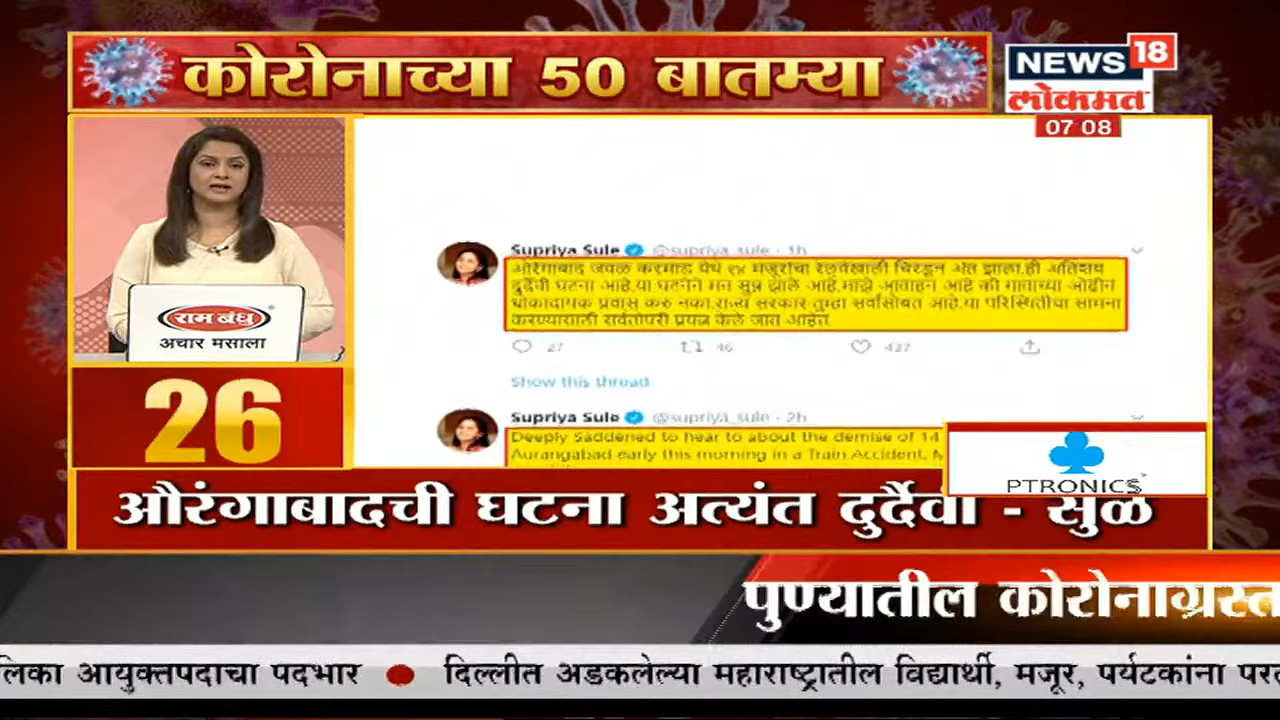 कोरोनाच्या 50 बातम्या
NEWS 18
लोकमत
07 08
राम बंधु
अचार मसाला
26
Supriya Sule @supriya_sule · 1h
औरंगाबाद जवळ करमाड येथे १४ मजुरांचा रेल्वेखाली चिरडून अंत झाला.ही अतिशय
दुर्दैवी घटना आहे.या घटनेने मन सुन्न झाले आहे.माझे आवाहन आहे की गावाच्या ओढीने
धोकादायक प्रवास करु नका.राज्य सरकार तुम्हा सर्वांसोबत आहे.या परिस्थितीचा सामना
करण्यासाठी सर्वतोपरी प्रयत्न केले जात आहेत.
27 46 437
Show this thread
Supriya Sule @supriya_sule · 2h
Deeply Saddened to hear to about the demise of 14
Aurangabad early this morning in a Train Accident,
PTRONICS
औरंगाबादची घटना अत्यंत दुर्दैवी - सुळे
पुण्यातील कोरोनाग्रस्त
लिका आयुक्तपदाचा पदभार ● दिल्लीत अडकलेल्या महाराष्ट्रातील विद्यार्थी, मजूर, पर्यटकांना परत